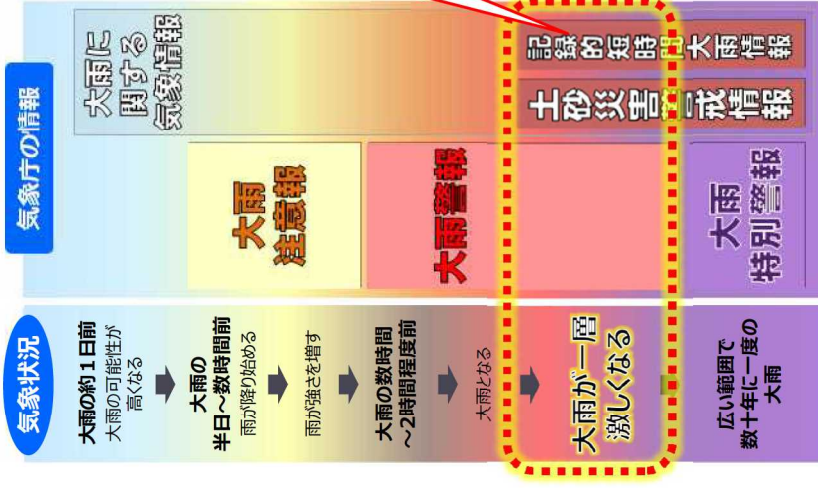 気象状況
大雨の約1日前
大雨の可能性が
高くなる
大雨の
半日~数時間前
雨が降り始める
雨が強さを増す
大雨の数時間
~2時間程度前
大雨となる
大雨が一層
激しくなる
広い範囲で
数十年に一度の
大雨
気象庁の情報
大雨に
関する
気象情報
大雨
注意報
大雨警報
大雨
特別警報
土砂災害警戒情報
記録的短時間大雨情報